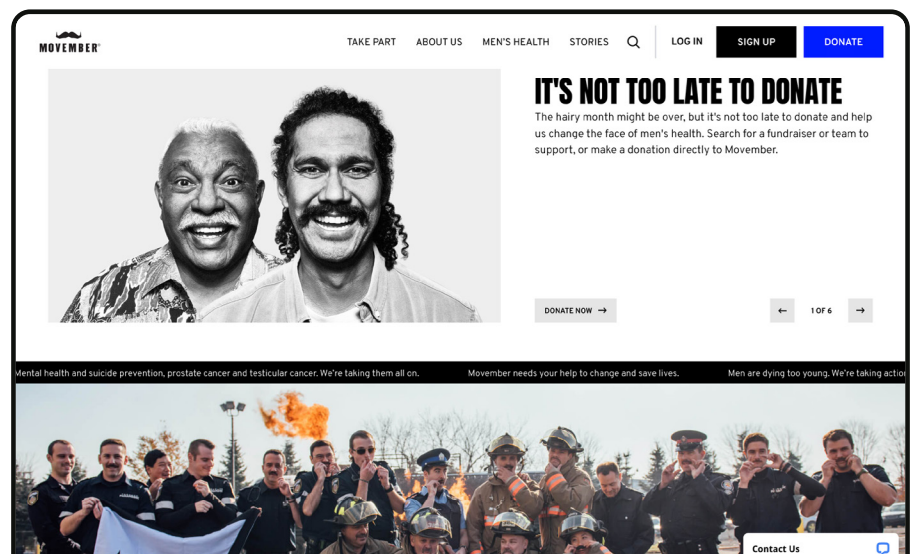 MOVEMBER®
TAKE PART ABOUT US MEN'S HEALTH STORIES LOG IN SIGN UP DONATE
IT'S NOT TOO LATE TO DONATE
The hairy month might be over, but it's not too late to donate and help
us change the face of men's health. Search for a fundraiser or team to
support, or make a donation directly to Movember.
DONATE NOW →
← 1 OF 6 →
Mental health and suicide prevention, prostate cancer and testicular cancer. We're taking them all on. Movember needs your help to change and save lives. Men are dying too young. We're taking action
Contact Us